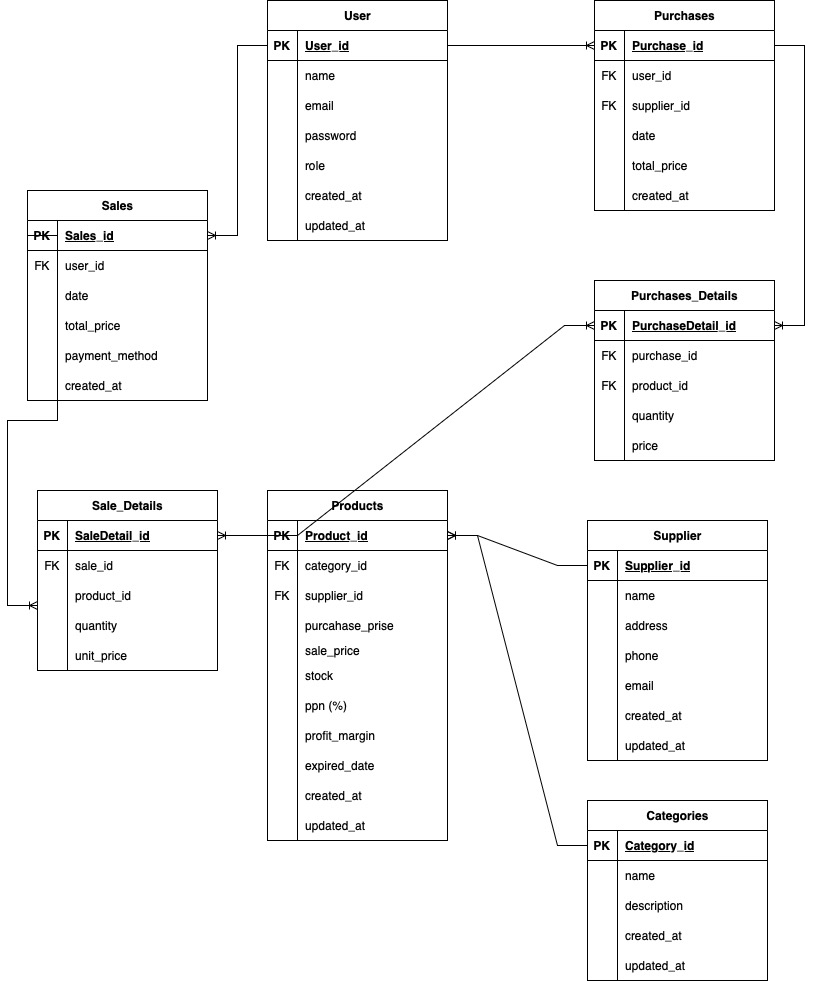 User
PK User_id
name
email
password
role
created_at
updated_at
Purchases
PK Purchase_id
FK user_id
FK supplier_id
date
total_price
created_at
Sales
PK Sales_id
FK user_id
date
total_price
payment_method
created_at
Purchases_Details
PK PurchaseDetail_id
FK purchase_id
FK product_id
quantity
price
Sale_Details
PK SaleDetail_id
FK sale_id
product_id
quantity
unit_price
Products
PK Product_id
FK category_id
FK supplier_id
purcahase_prise
sale_price
stock
ppn (%)
profit_margin
expired_date
created_at
updated_at
Supplier
PK Supplier_id
name
address
phone
email
created_at
updated_at
Categories
PK Category_id
name
description
created_at
updated_at